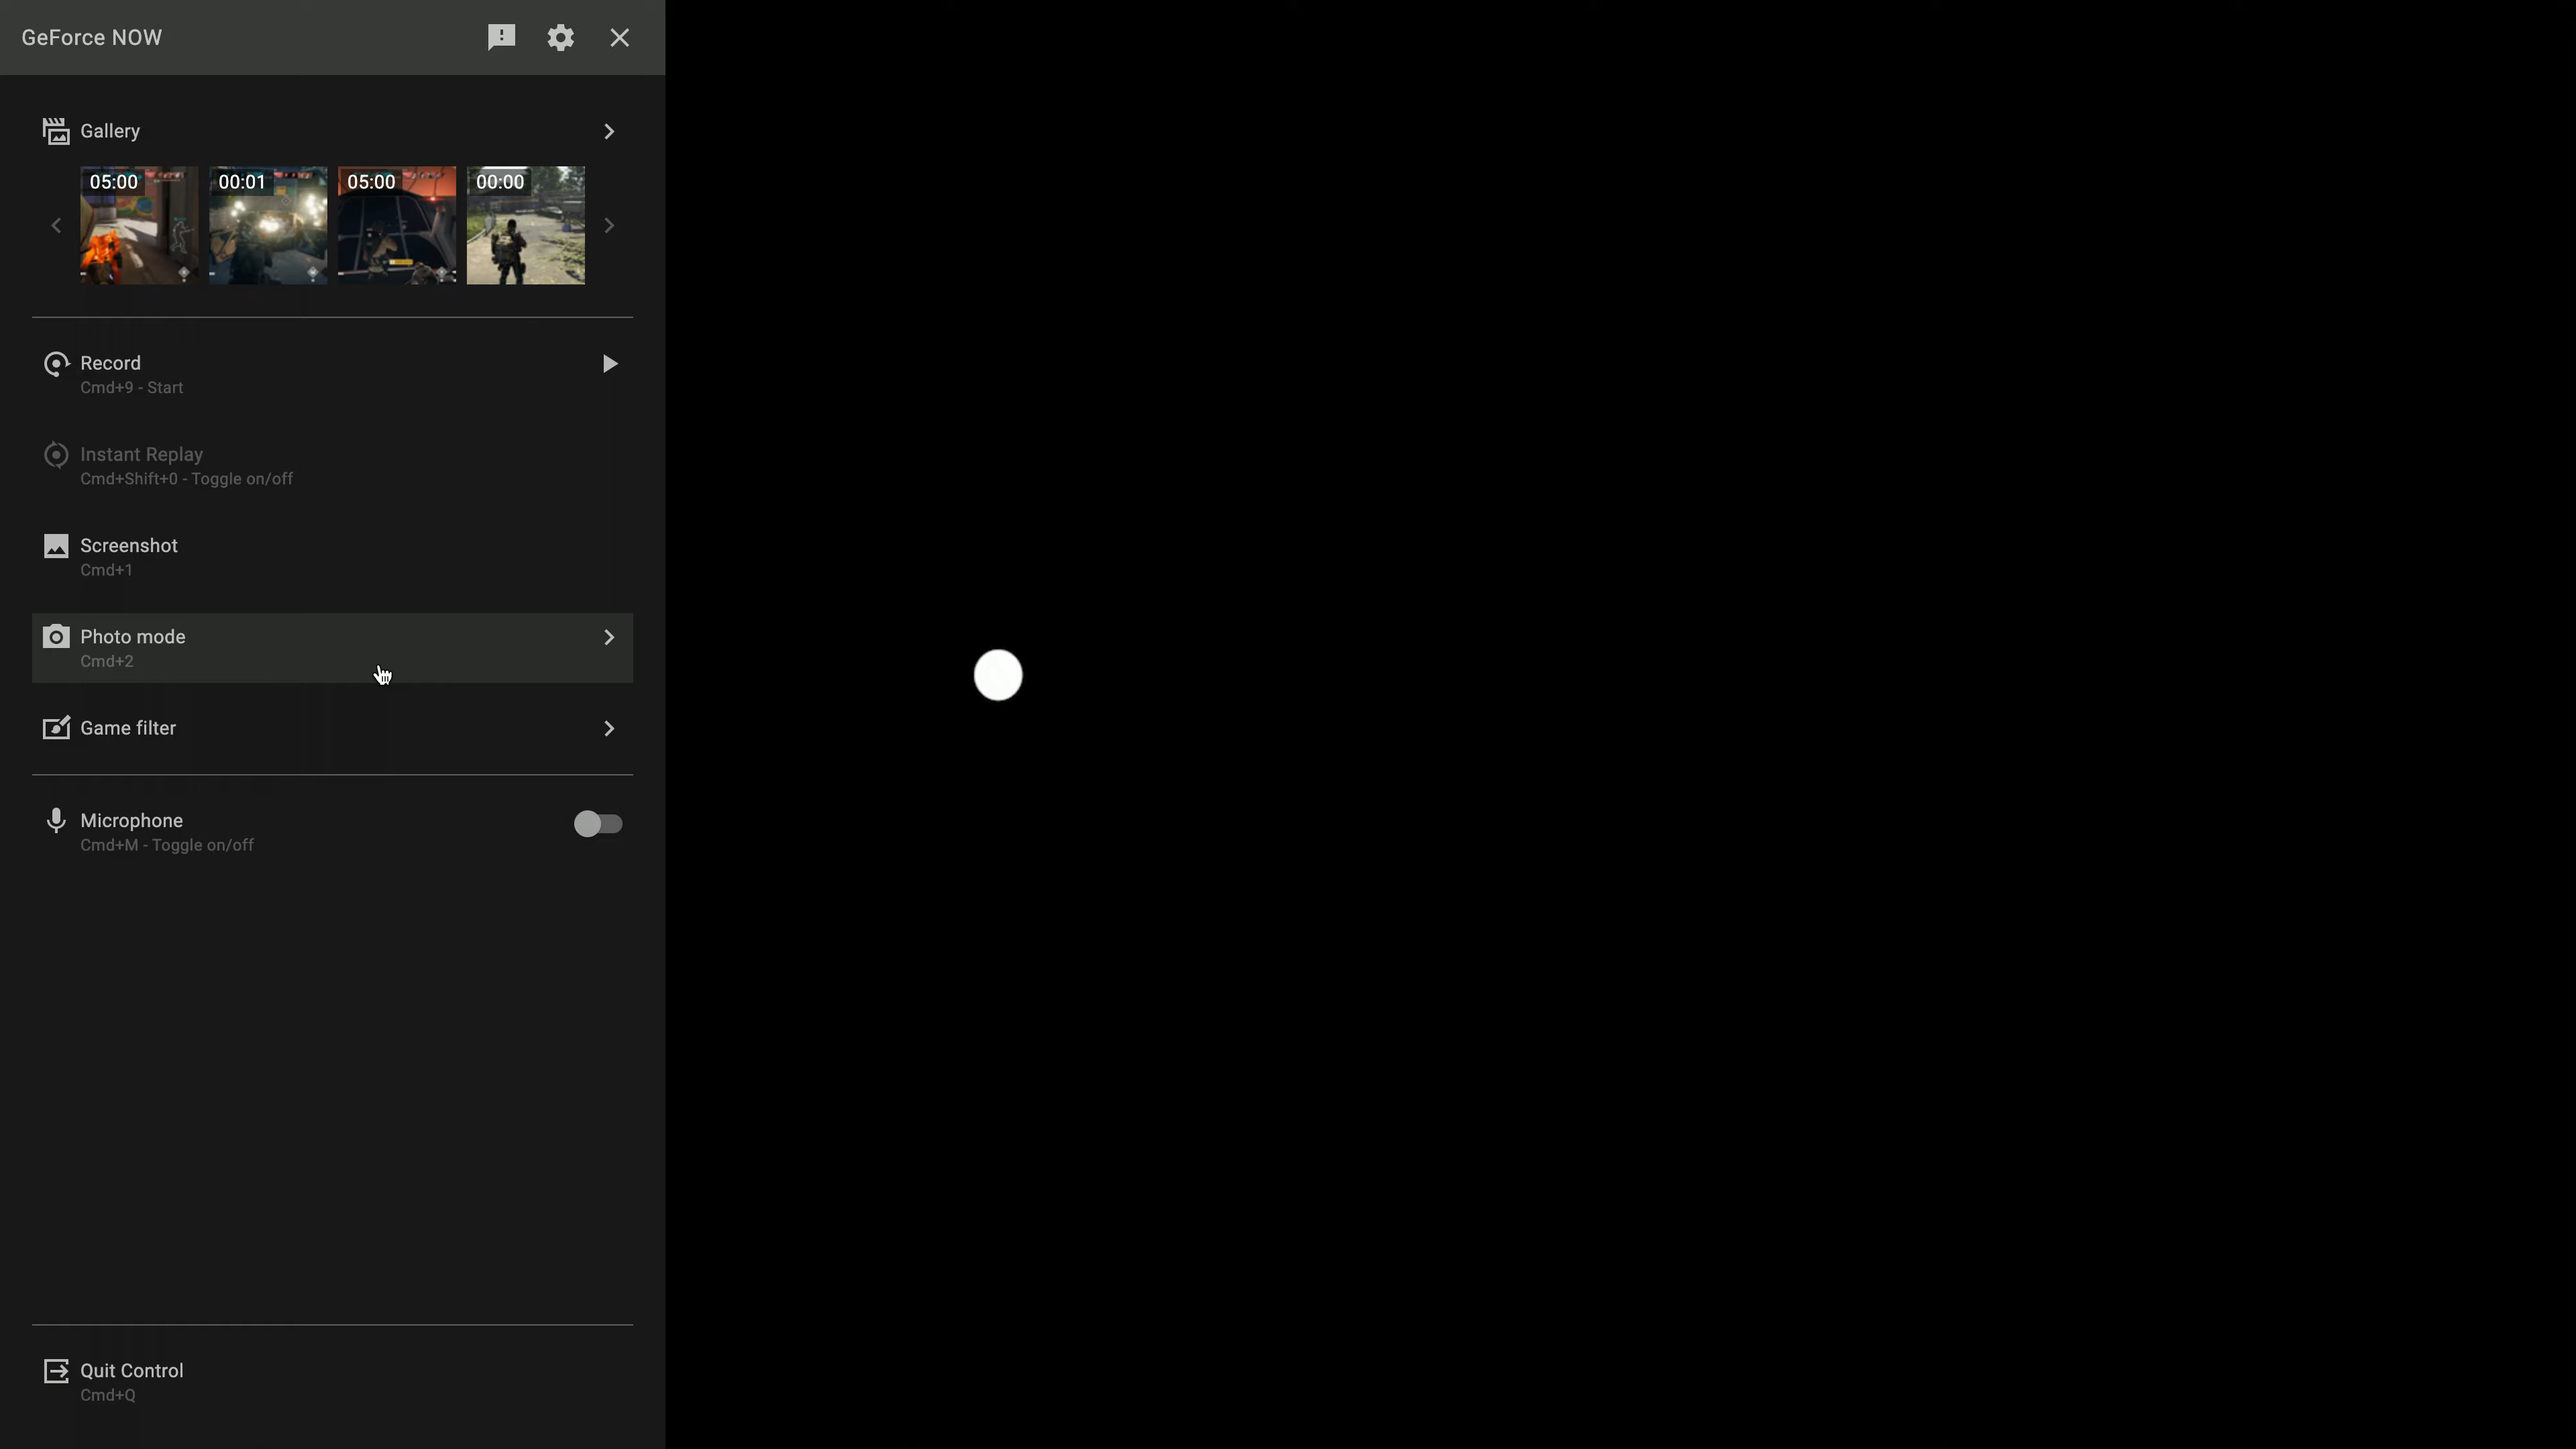 GeForce NOW
Gallery
05:00
00:01
05:00
00:00
Record
Cmd+9 - Start
Instant Replay
Cmd+Shift+0 - Toggle on/off
Screenshot
Cmd+1
Photo mode
Cmd+2
Game filter
Microphone
Cmd+M - Toggle on/off
Quit Control
Cmd+Q